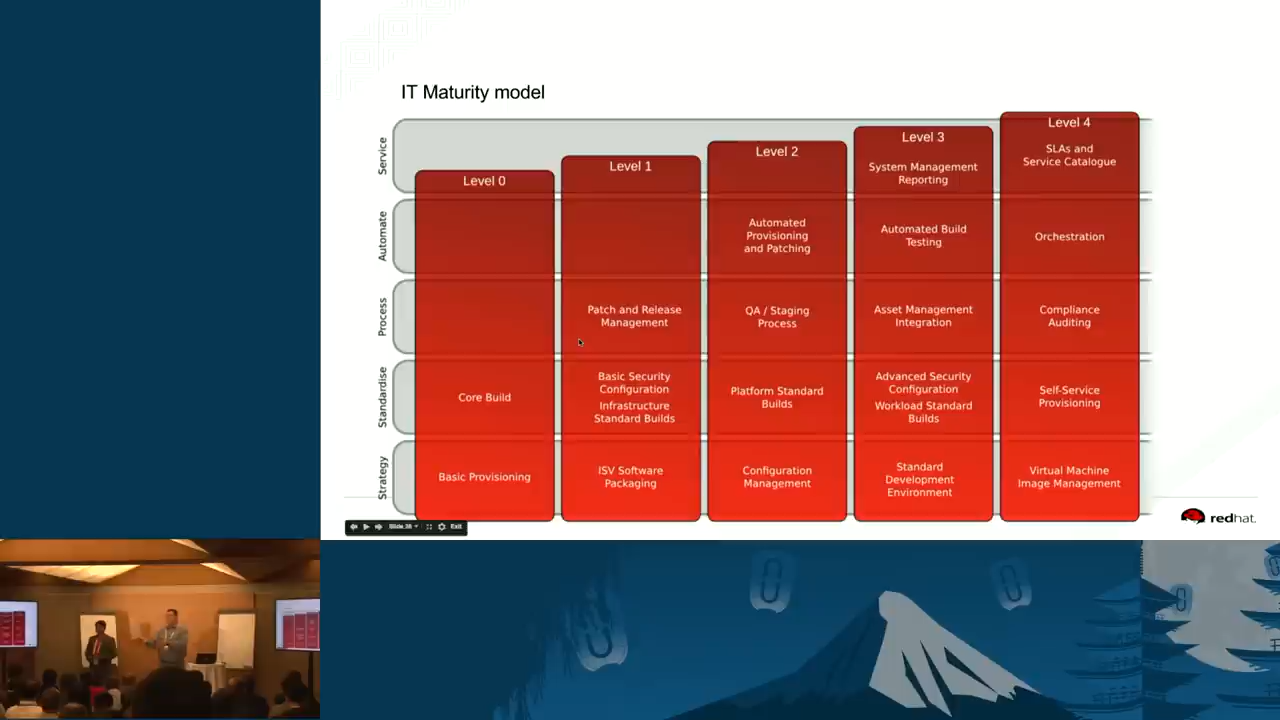 IT Maturity model
Service
Automate
Process
Standardise
Strategy
Level 0
Core Build
Basic Provisioning
Level 1
Patch and Release
Management
Basic Security
Configuration
Infrastructure
Standard Builds
ISV Software
Packaging
Level 2
Automated
Provisioning
and Patching
QA / Staging
Process
Platform Standard
Builds
Configuration
Management
Level 3
System Management
Reporting
Automated Build
Testing
Asset Management
Integration
Advanced Security
Configuration
Workload Standard
Builds
Standard
Development
Environment
Level 4
SLAs and
Service Catalogue
Orchestration
Compliance
Auditing
Self-Service
Provisioning
Virtual Machine
Image Management
Slide 38
Exit
redhat.